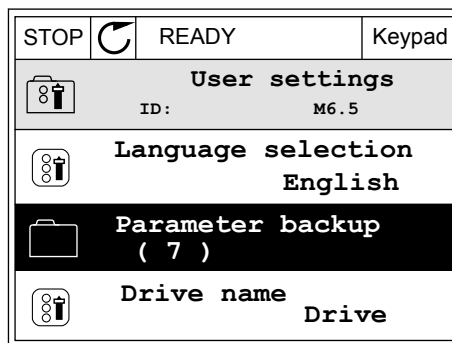 STOP READY Keypad
User settings
ID: M6.5
Language selection
English
Parameter backup
( 7 )
Drive name
Drive